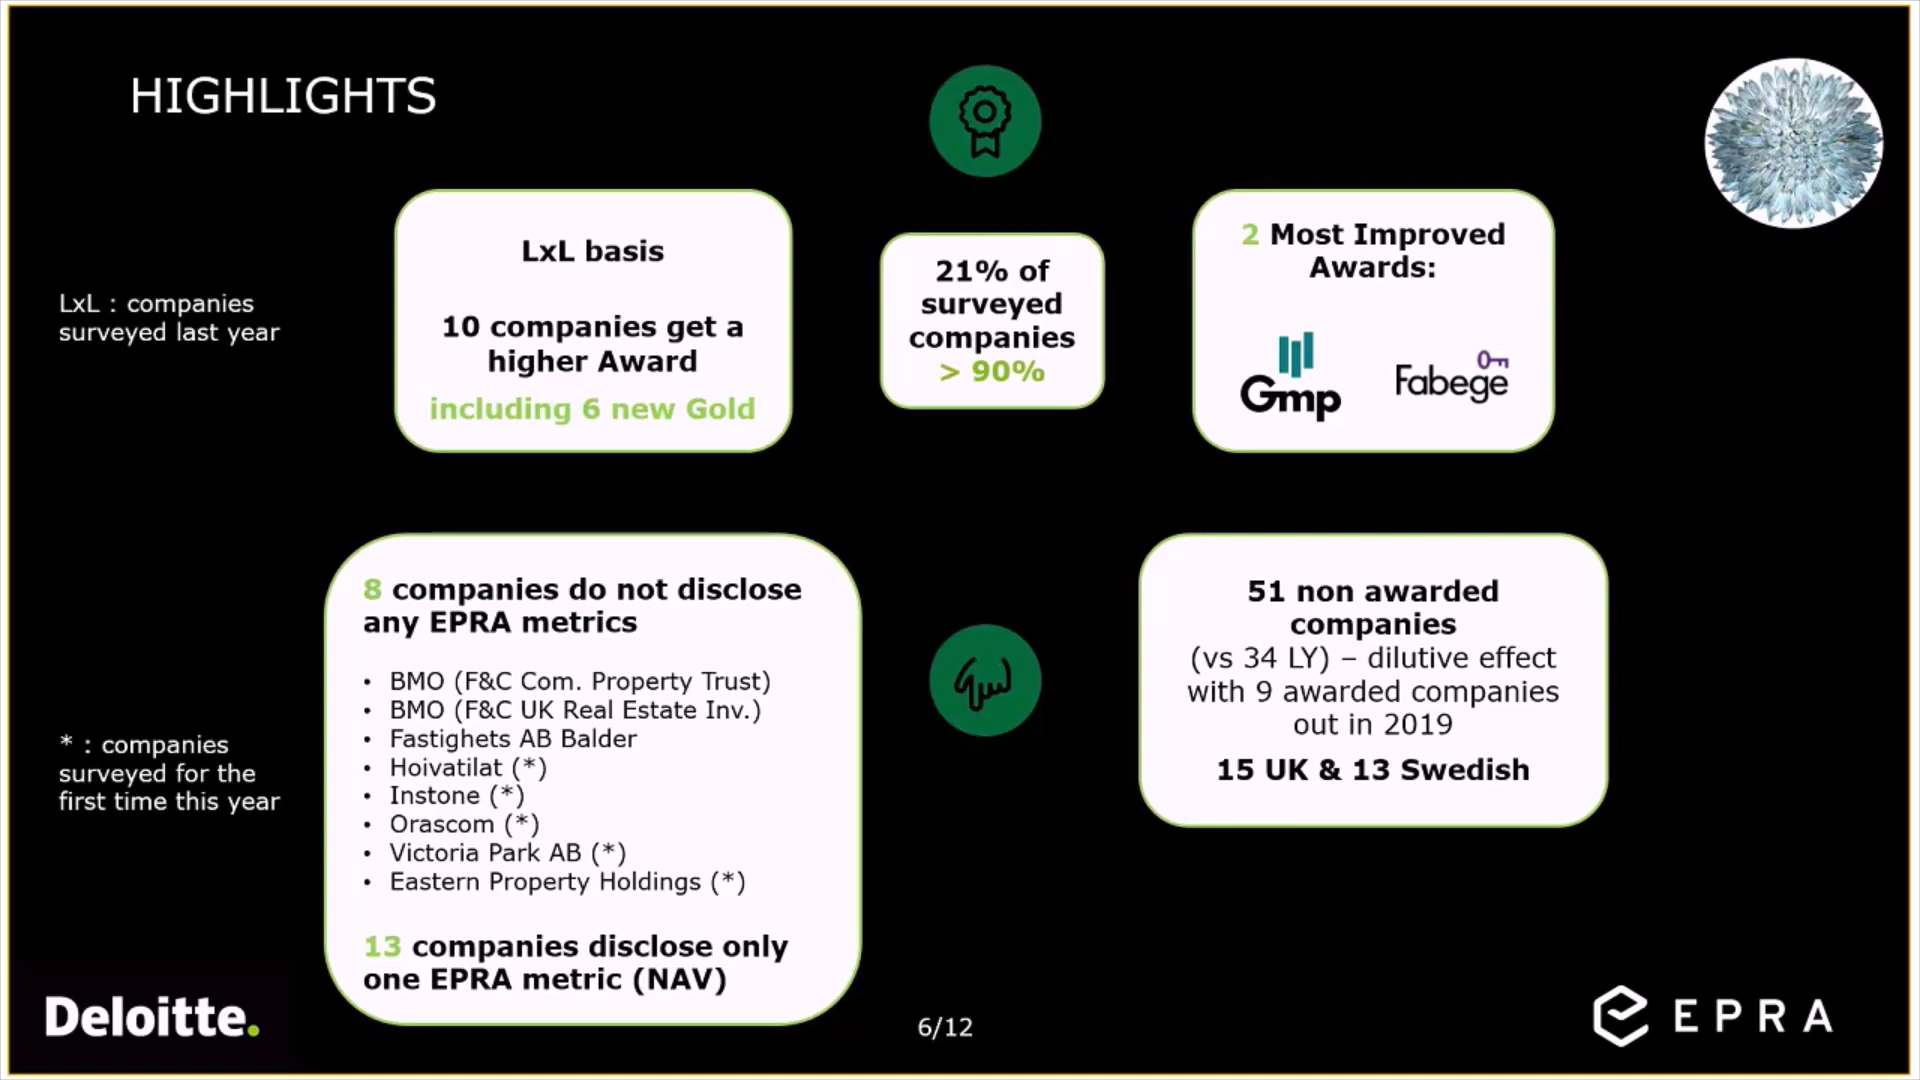 HIGHLIGHTS
LxL : companies
surveyed last year
LxL basis
10 companies get a
higher Award
including 6 new Gold
21% of
surveyed
companies
> 90%
2 Most Improved
Awards:
Gmp
Fabege
* : companies
surveyed for the
first time this year
8 companies do not disclose
any EPRA metrics
• BMO (F&C Com. Property Trust)
• BMO (F&C UK Real Estate Inv.)
• Fastighets AB Balder
• Hoivatilat (*)
• Instone (*)
• Orascom (*)
• Victoria Park AB (*)
• Eastern Property Holdings (*)
13 companies disclose only
one EPRA metric (NAV)
51 non awarded
companies
(vs 34 LY) – dilutive effect
with 9 awarded companies
out in 2019
15 UK & 13 Swedish
Deloitte.
6/12
EPRA